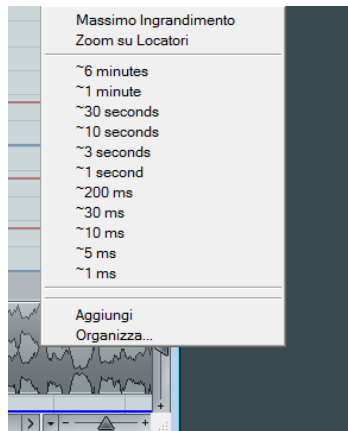 Massimo Ingrandimento
Zoom su Locatori
~6 minutes
~1 minute
~30 seconds
~10 seconds
~3 seconds
~1 second
~200 ms
~30 ms
~10 ms
~5 ms
~1 ms
Aggiungi
Organizza...